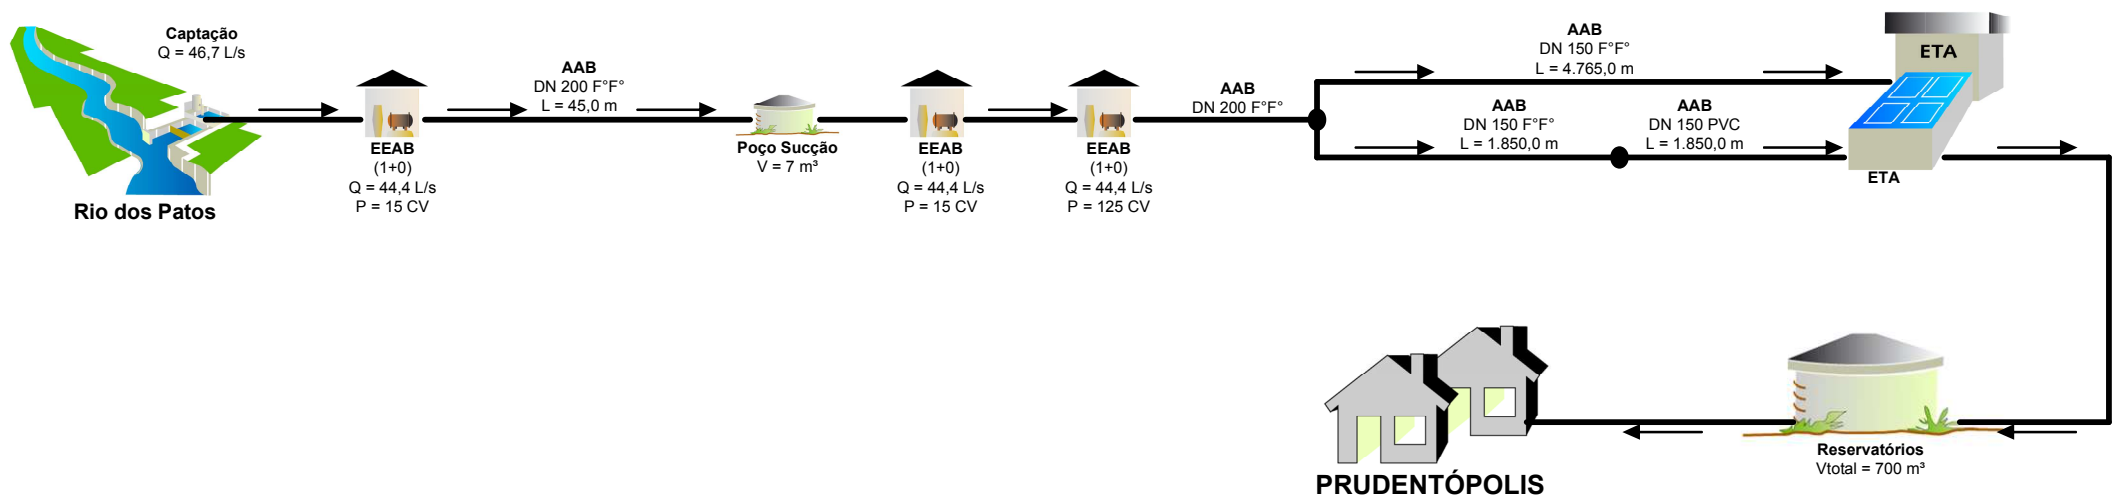 Captação
Q = 46,7 L/s
Rio dos Patos
EEAB
(1+0)
Q = 44,4 L/s
P = 15 CV
AAB
DN 200 F°F°
L = 45,0 m
Poço Sucção
V = 7 m³
EEAB
(1+0)
Q = 44,4 L/s
P = 15 CV
EEAB
(1+0)
Q = 44,4 L/s
P = 125 CV
AAB
DN 200 F°F°
AAB
DN 150 F°F°
L = 4.765,0 m
AAB
DN 150 F°F°
L = 1.850,0 m
AAB
DN 150 PVC
L = 1.850,0 m
ETA
ETA
Reservatórios
Vtotal = 700 m³
PRUDENTÓPOLIS